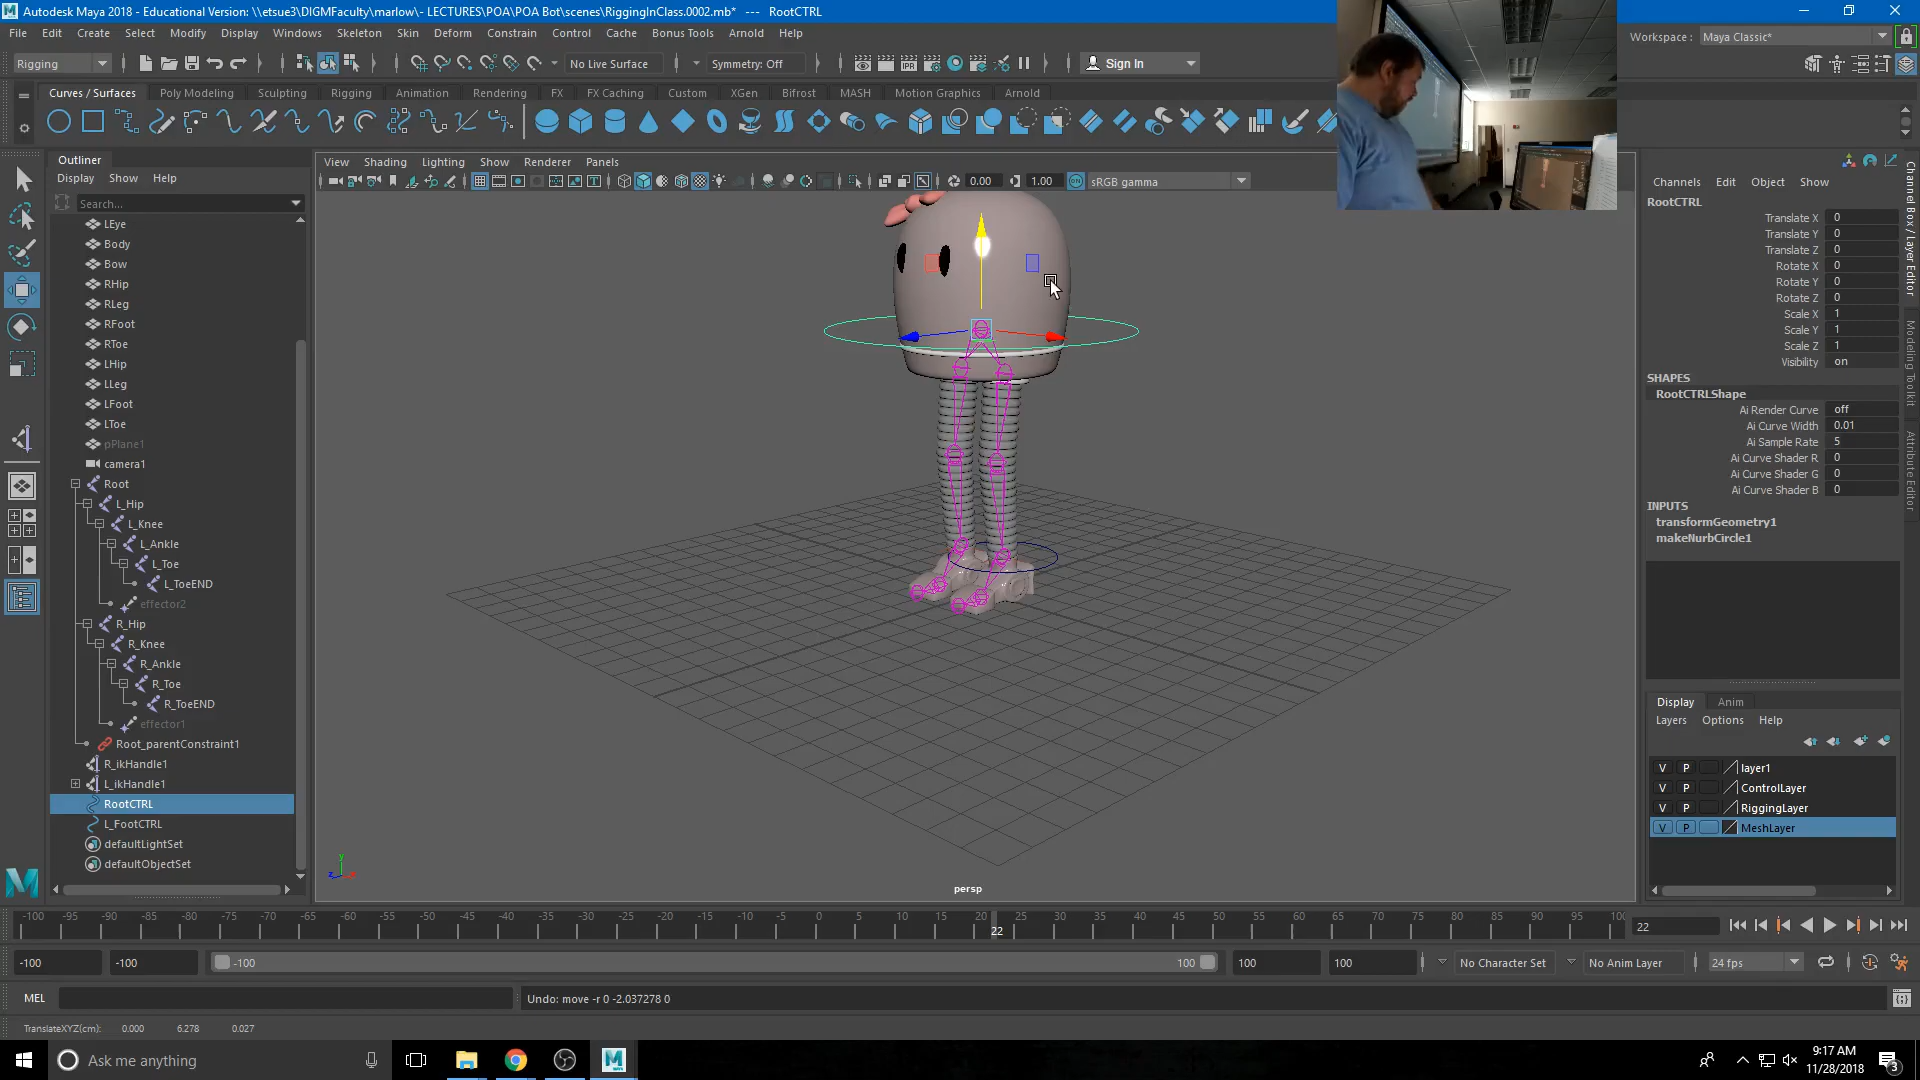 Autodesk Maya 2018 - Educational Version: \\etsue3\DIGMFaculty\marlow\- LECTURES\POA\POA Bot\scenes\RiggingInClass.0002.mb* --- RootCTRL
File Edit Create Select Modify Display Windows Skeleton Skin Deform Constrain Control Cache Bonus Tools Arnold Help
Workspace : Maya Classic*
Rigging
No Live Surface
Symmetry: Off
Sign In
Curves / Surfaces Poly Modeling Sculpting Rigging Animation Rendering FX FX Caching Custom XGen Bifrost MASH Motion Graphics Arnold
Outliner
Display Show Help
Search...
LEye
Body
Bow
RHip
RLeg
RFoot
RToe
LHip
LLeg
LFoot
LToe
pPlane1
camera1
Root
L_Hip
L_Knee
L_Ankle
L_Toe
L_ToeEND
effector2
R_Hip
R_Knee
R_Ankle
R_Toe
R_ToeEND
effector1
Root_parentConstraint1
R_ikHandle1
L_ikHandle1
RootCTRL
L_FootCTRL
defaultLightSet
defaultObjectSet
View Shading Lighting Show Renderer Panels
0.00
1.00
sRGB gamma
y
persp
Channels Edit Object Show
RootCTRL
Translate X 0
Translate Y 0
Translate Z 0
Rotate X 0
Rotate Y 0
Rotate Z 0
Scale X 1
Scale Y 1
Scale Z 1
Visibility on
SHAPES
RootCTRLShape
Ai Render Curve off
Ai Curve Width 0.01
Ai Sample Rate 5
Ai Curve Shader R 0
Ai Curve Shader G 0
Ai Curve Shader B 0
INPUTS
transformGeometry1
makeNurbCircle1
Channel Box / Layer Editor
Modeling Toolkit
Attribute Editor
Display Anim
Layers Options Help
V P layer1
V P ControlLayer
V P RiggingLayer
V P MeshLayer
-100 -95 -90 -85 -80 -75 -70 -65 -60 -55 -50 -45 -40 -35 -30 -25 -20 -15 -10 -5 0 5 10 15 20 25 30 35 40 45 50 55 60 65 70 75 80 85 90 95 100
22
22
-100
-100
-100
100
100
100
No Character Set
No Anim Layer
24 fps
MEL
Undo: move -r 0 -2.037278 0
TranslateXYZ(cm): 0.000 6.278 0.027
Ask me anything
9:17 AM
11/28/2018
3